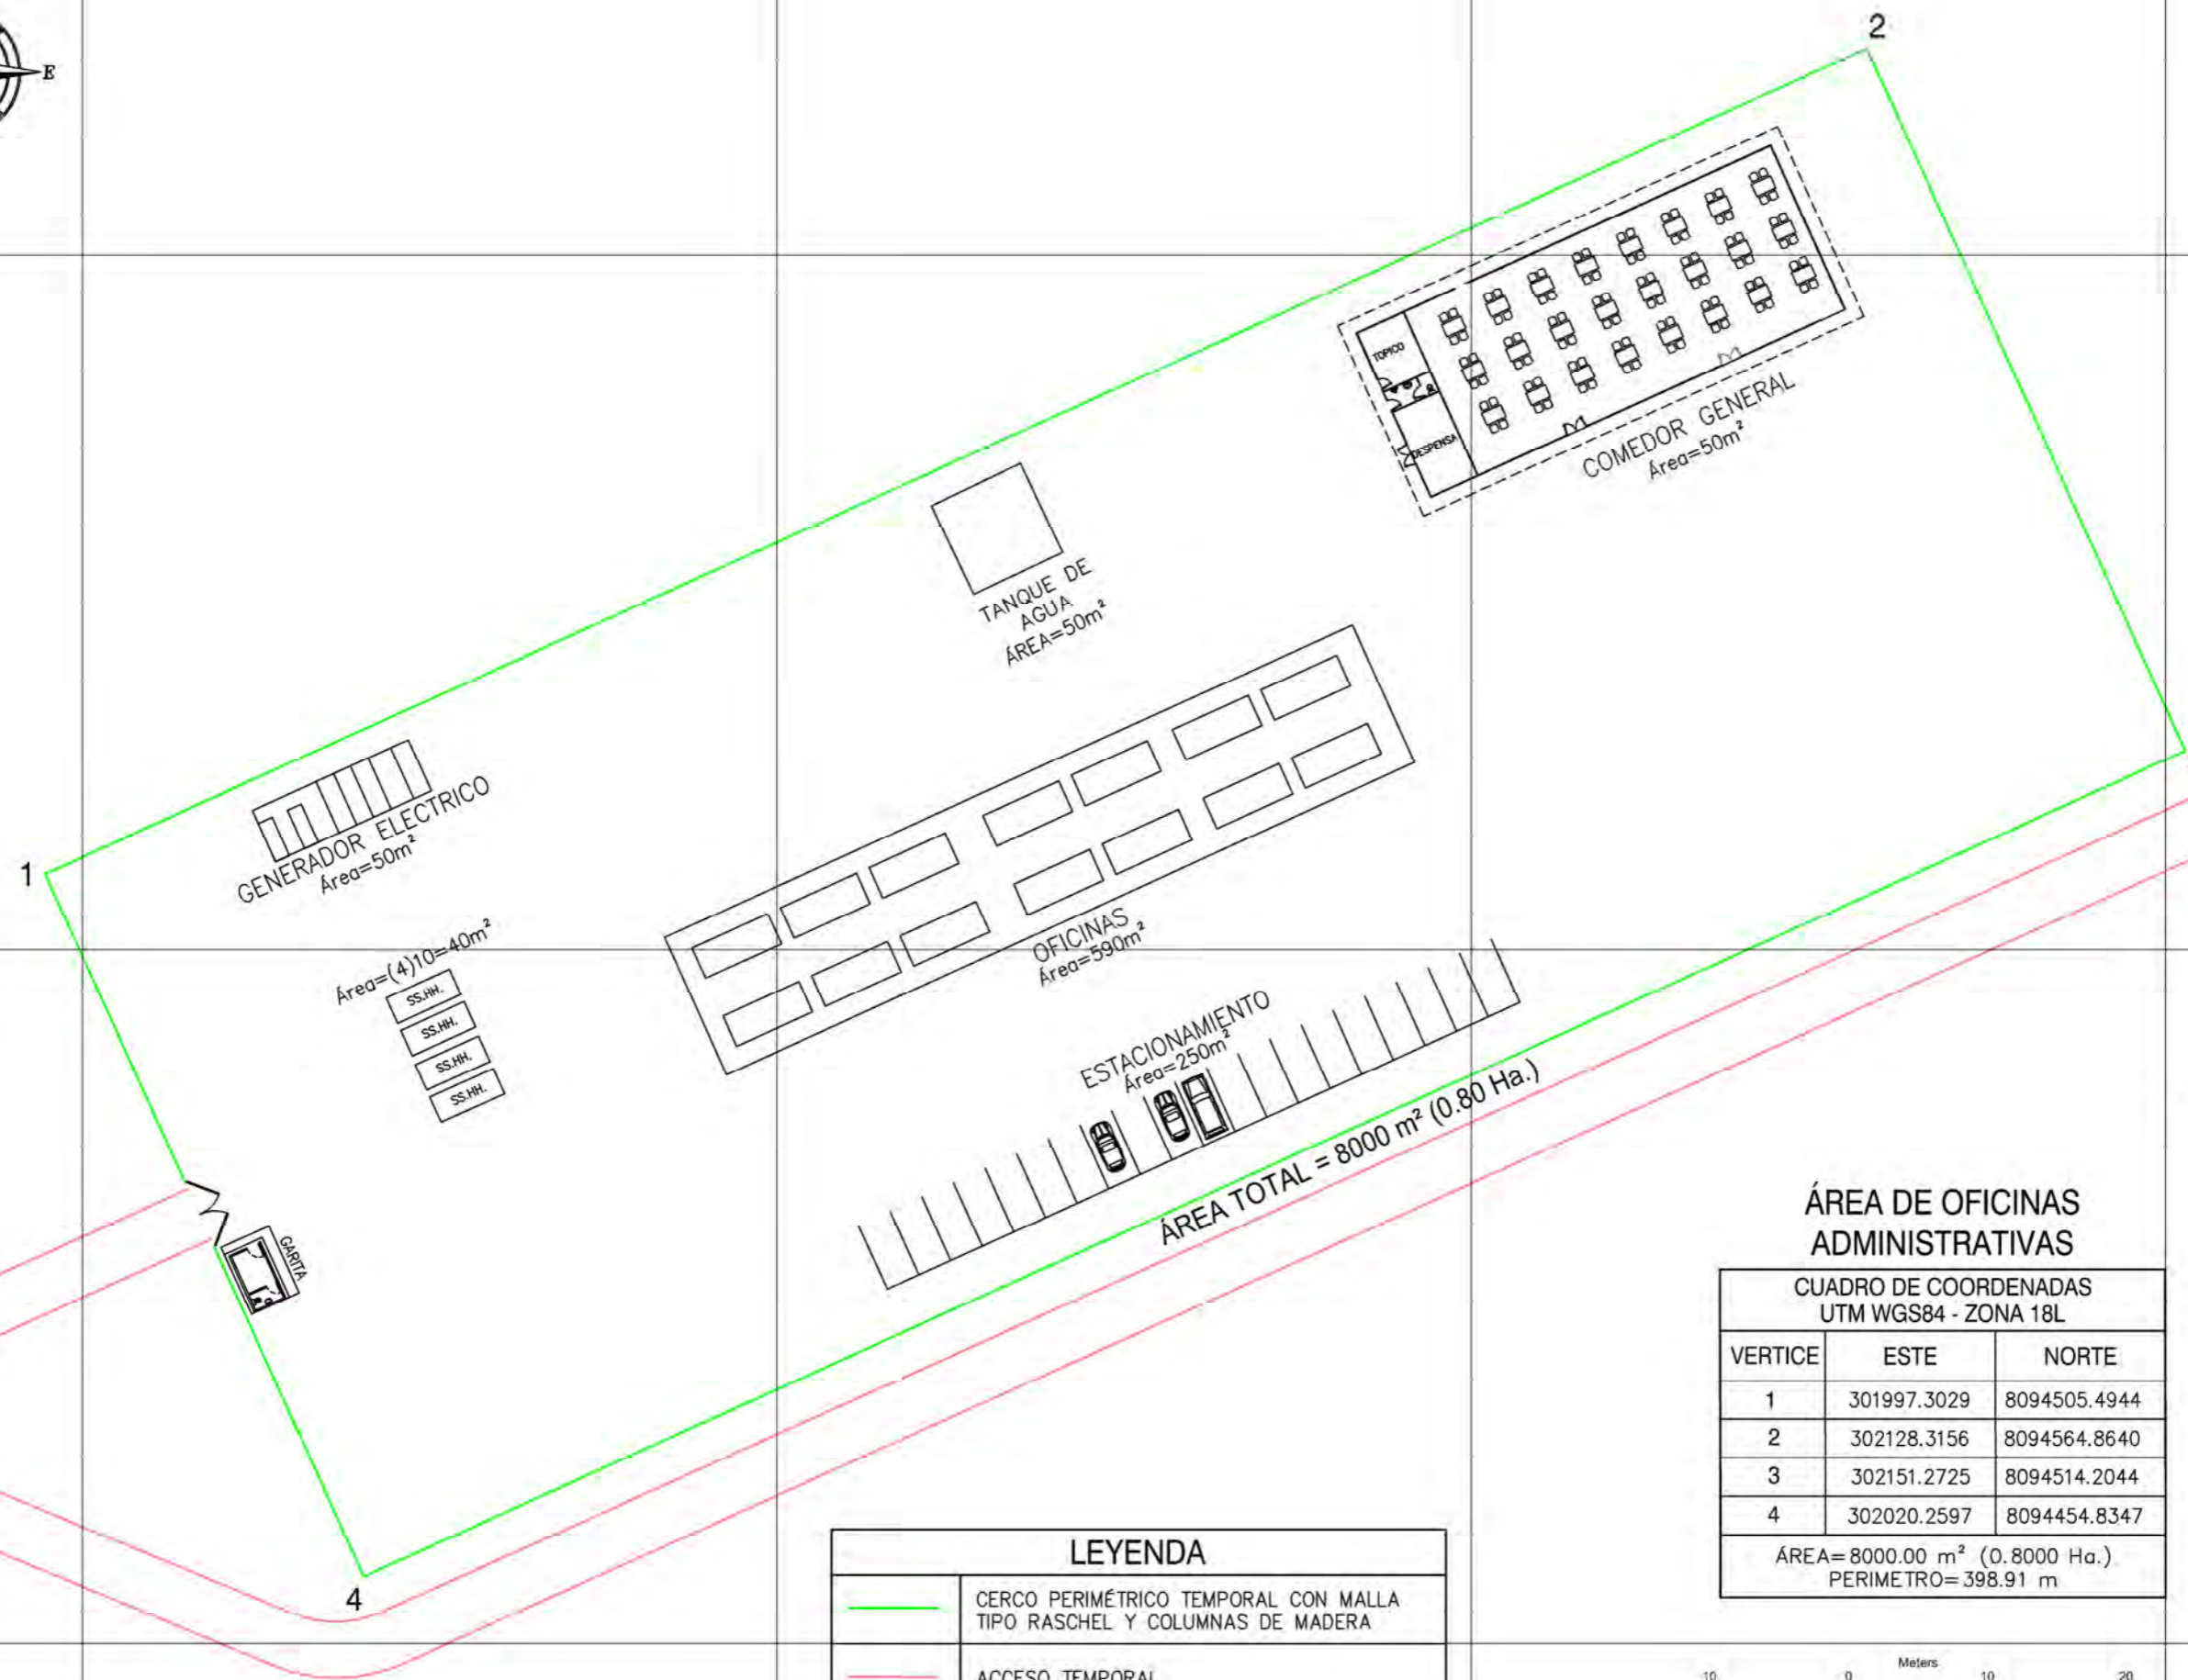 E
2
TOPICO
DESPENSA
COMEDOR GENERAL
Área=50m²
TANQUE DE
AGUA
ÁREA=50m²
GENERADOR ELECTRICO
Área=50m²
1
Área=(4)10=40m²
SS.HH.
SS.HH.
SS.HH.
SS.HH.
OFICINAS
Área=590m²
ESTACIONAMIENTO
Área=250m²
ÁREA TOTAL = 8000 m² (0.80 Ha.)
GARITA
4
ÁREA DE OFICINAS
ADMINISTRATIVAS
CUADRO DE COORDENADAS
UTM WGS84 - ZONA 18L
VERTICE ESTE NORTE
1 301997.3029 8094505.4944
2 302128.3156 8094564.8640
3 302151.2725 8094514.2044
4 302020.2597 8094454.8347
ÁREA=8000.00 m² (0.8000 Ha.)
PERIMETRO=398.91 m
LEYENDA
CERCO PERIMÉTRICO TEMPORAL CON MALLA
TIPO RASCHEL Y COLUMNAS DE MADERA
ACCESO TEMPORAL
Meters
10 0 10 20